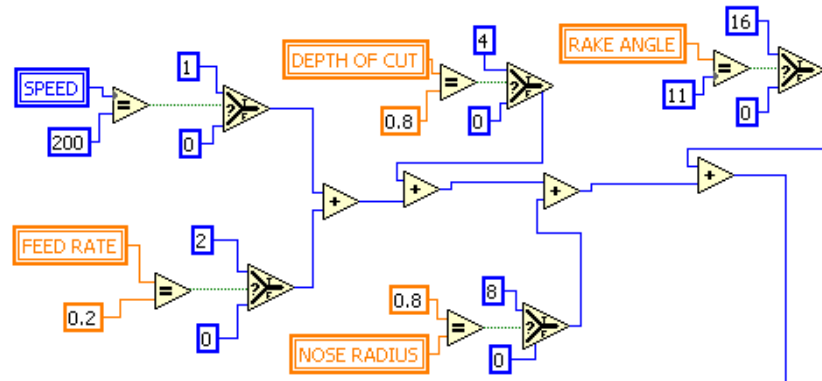 16
4
DEPTH OF CUT
RAKE ANGLE
1
=
?
T
F
=
?
T
F
SPEED
=
?
T
F
11
0
0.8
0
200
0
+
+
+
+
FEED RATE
2
=
?
T
F
0.8
8
0.2
=
?
T
F
0
NOSE RADIUS
0